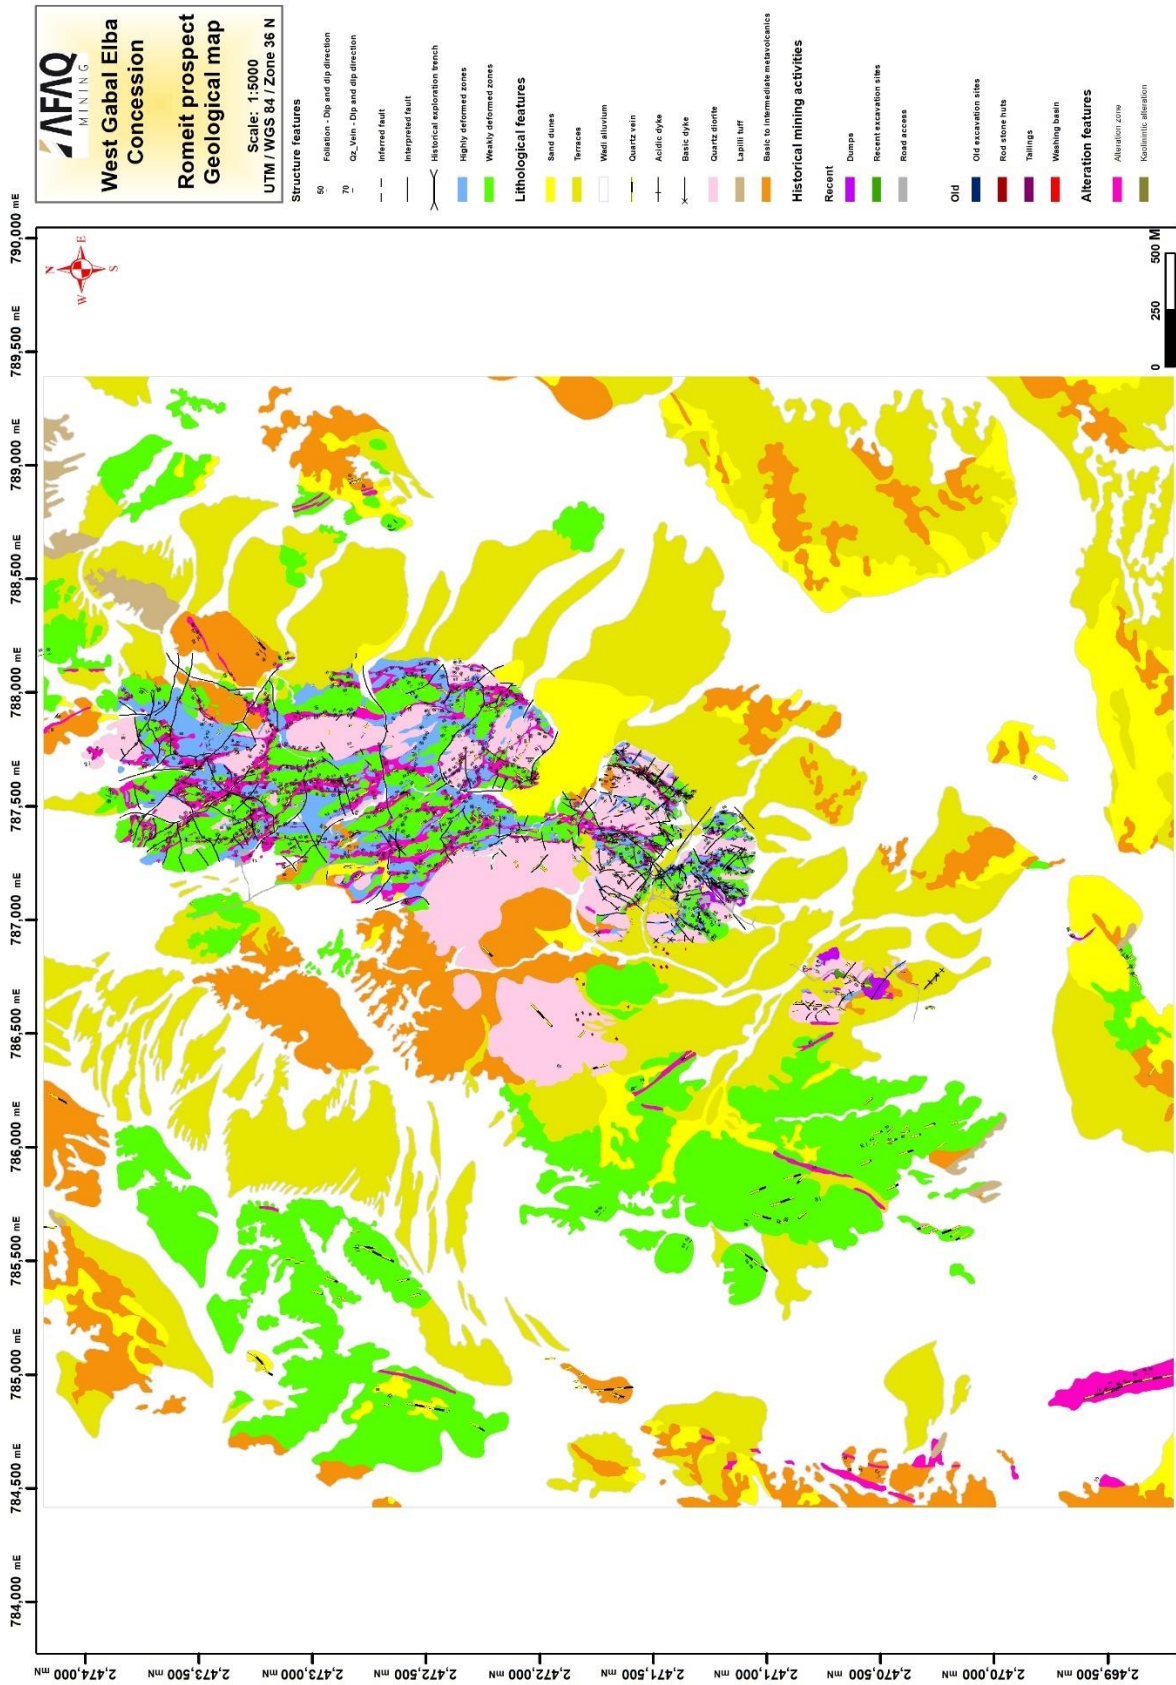 AFAQ
MINING
West Gabal Elba
Concession
Romeit prospect
Geological map
Scale: 1:5000
UTM / WGS 84 / Zone 36 N
Structure features
50 Foliation - Dip and dip direction
70 Qz_Vein - Dip and dip direction
Inferred fault
Interpreted fault
Historical exploration trench
Highly deformed zones
Weakly deformed zones
Lithological features
Sand dunes
Terraces
Wadi alluvium
Quartz vein
Acidic dyke
Basic dyke
Quartz diorite
Lapilli tuff
Basic to intermediate metavolcanics
Historical mining activities
Recent
Dumps
Recent excavation sites
Road access
Old
Old excavation sites
Rod stone huts
Tailings
Washing basin
Alteration features
Alteration zone
Kaolinitic alteration
784,000 mE
784,500 mE
785,000 mE
785,500 mE
786,000 mE
786,500 mE
787,000 mE
787,500 mE
788,000 mE
788,500 mE
789,000 mE
789,500 mE
790,000 mE
2,474,000 mN
2,473,500 mN
2,473,000 mN
2,472,500 mN
2,472,000 mN
2,471,500 mN
2,471,000 mN
2,470,500 mN
2,470,000 mN
2,469,500 mN
N
W E
S
0 250 500 M